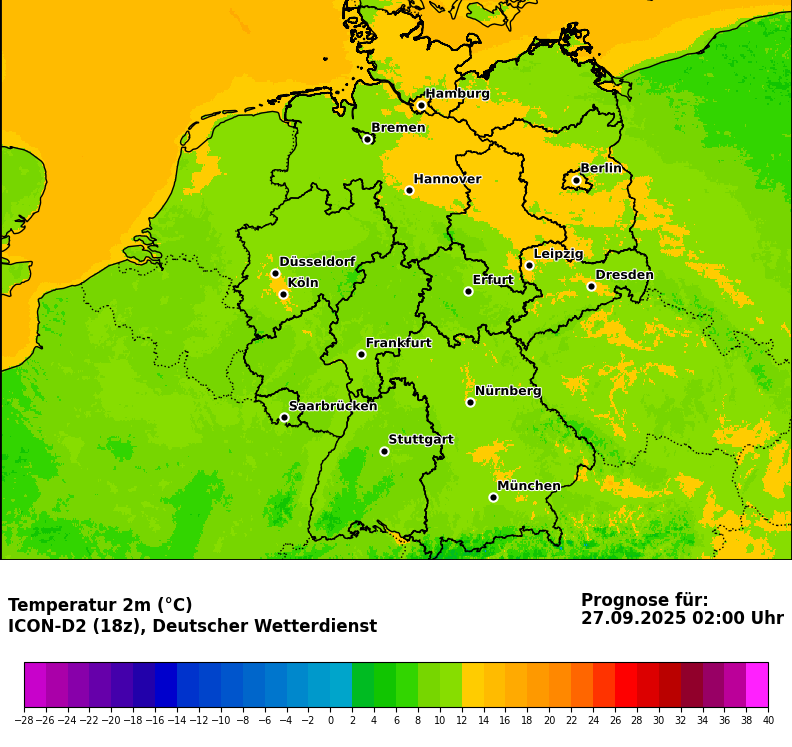 Hamburg
Bremen
Berlin
Hannover
Leipzig
Düsseldorf
Dresden
Köln
Erfurt
Frankfurt
Nürnberg
Saarbrücken
Stuttgart
München
Temperatur 2m (°C)
ICON-D2 (18z), Deutscher Wetterdienst
Prognose für:
27.09.2025 02:00 Uhr
−28 −26 −24 −22 −20 −18 −16 −14 −12 −10 −8 −6 −4 −2 0 2 4 6 8 10 12 14 16 18 20 22 24 26 28 30 32 34 36 38 40